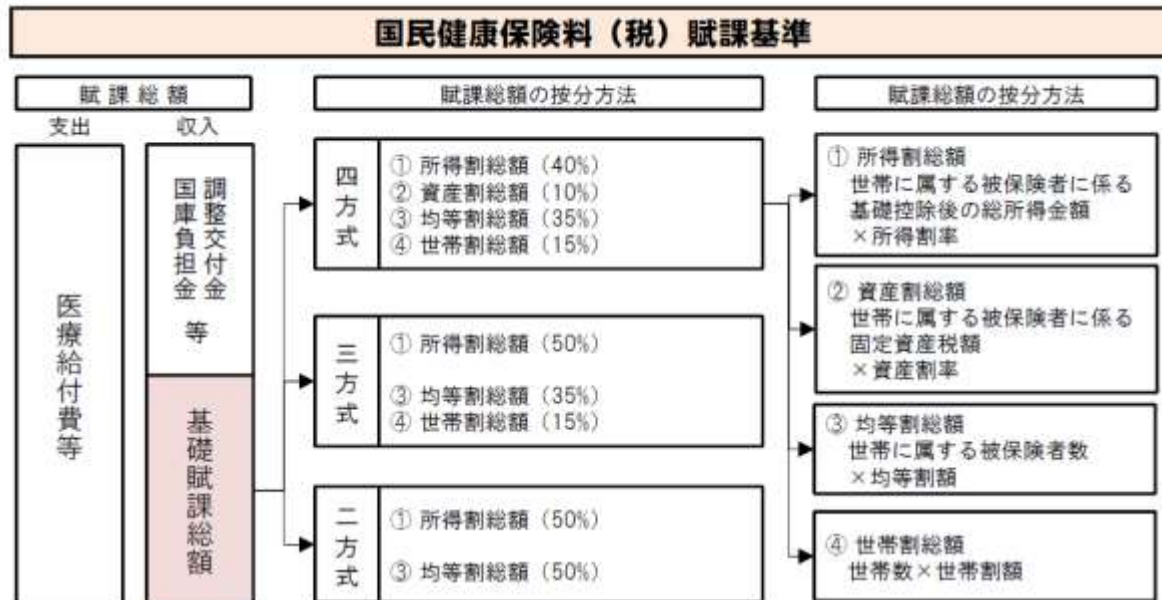 国民健康保険料（税）賦課基準
賦課総額
支出
収入
医療給付費等
調整交付金
国庫負担金
等
基礎賦課総額
賦課総額の按分方法
四方式
① 所得割総額（40%）
② 資産割総額（10%）
③ 均等割総額（35%）
④ 世帯割総額（15%）
三方式
① 所得割総額（50%）
③ 均等割総額（35%）
④ 世帯割総額（15%）
二方式
① 所得割総額（50%）
③ 均等割総額（50%）
賦課総額の按分方法
① 所得割総額
世帯に属する被保険者に係る
基礎控除後の総所得金額
×所得割率
② 資産割総額
世帯に属する被保険者に係る
固定資産税額
×資産割率
③ 均等割総額
世帯に属する被保険者数
×均等割額
④ 世帯割総額
世帯数×世帯割額